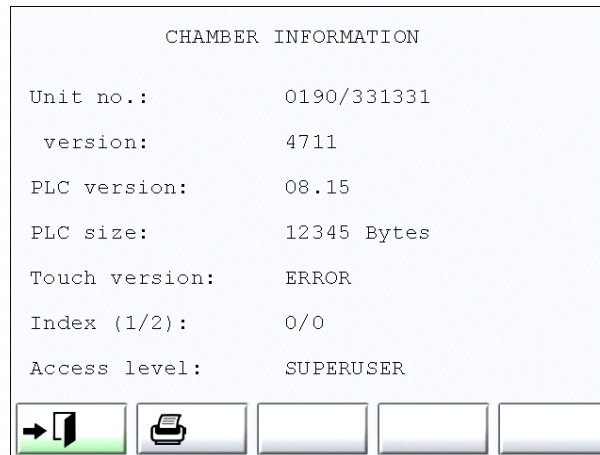 CHAMBER INFORMATION
Unit no.: 0190/331331
version: 4711
PLC version: 08.15
PLC size: 12345 Bytes
Touch version: ERROR
Index (1/2): 0/0
Access level: SUPERUSER